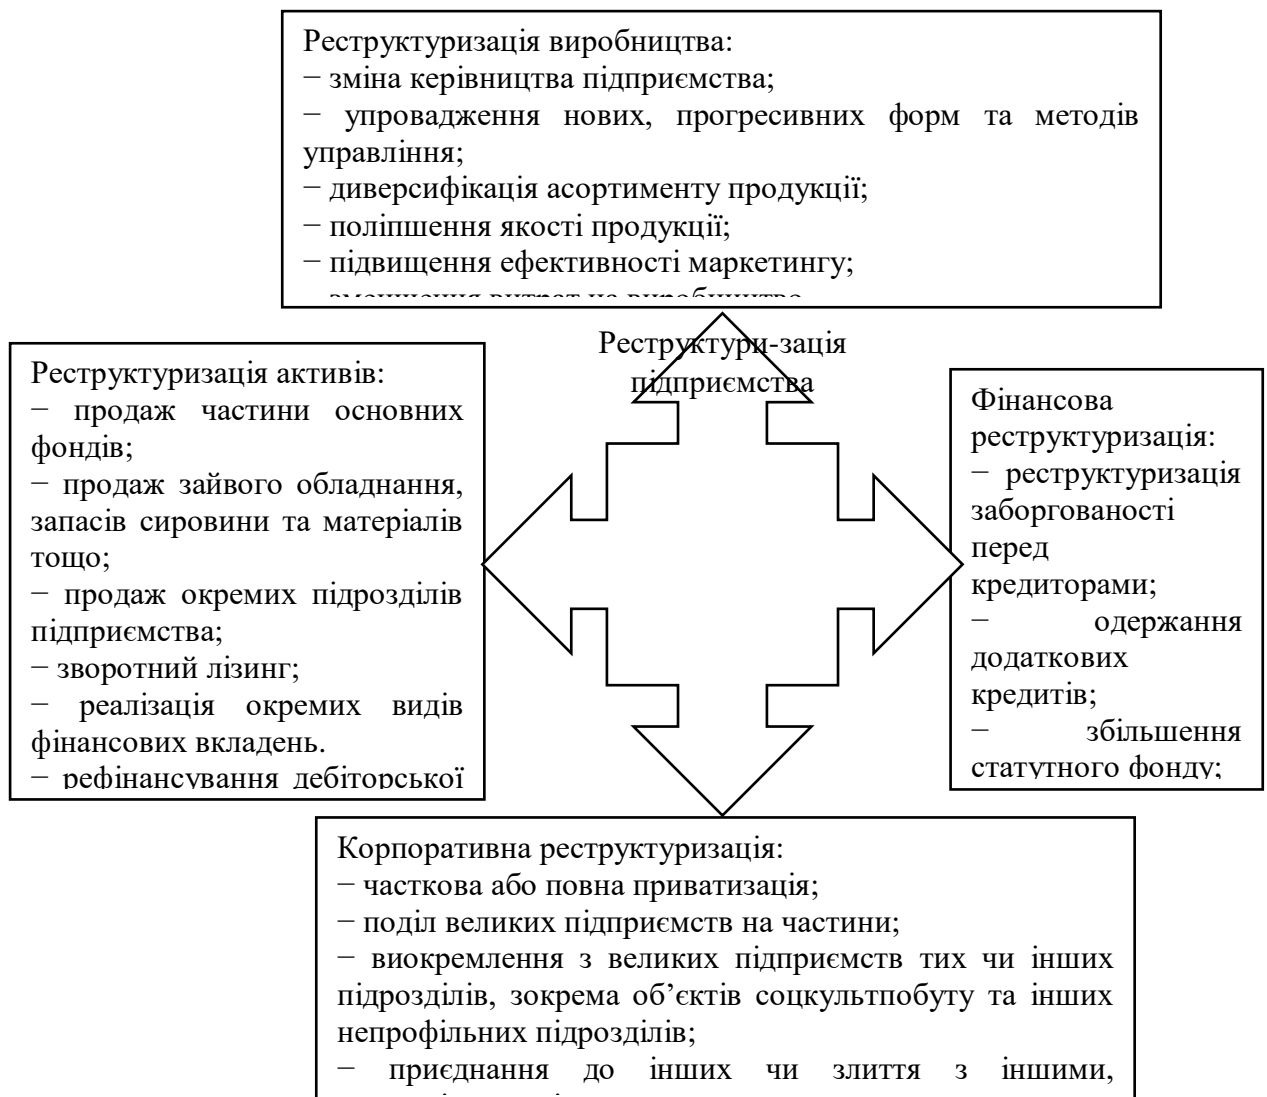 Реструктуризація виробництва:
− зміна керівництва підприємства;
− упровадження нових, прогресивних форм та методів
управління;
− диверсифікація асортименту продукції;
− поліпшення якості продукції;
− підвищення ефективності маркетингу;
− зменшення витрат на виробництво
Реструктури-зація
підприємства
Реструктуризація активів:
− продаж частини основних
фондів;
− продаж зайвого обладнання,
запасів сировини та матеріалів
тощо;
− продаж окремих підрозділів
підприємства;
− зворотний лізинг;
− реалізація окремих видів
фінансових вкладень.
− рефінансування дебіторської
Фінансова
реструктуризація:
− реструктуризація
заборгованості
перед
кредиторами;
− одержання
додаткових
кредитів;
− збільшення
статутного фонду;
Корпоративна реструктуризація:
− часткова або повна приватизація;
− поділ великих підприємств на частини;
− виокремлення з великих підприємств тих чи інших
підрозділів, зокрема об’єктів соцкультпобуту та інших
непрофільних підрозділів;
− приєднання до інших чи злиття з іншими,